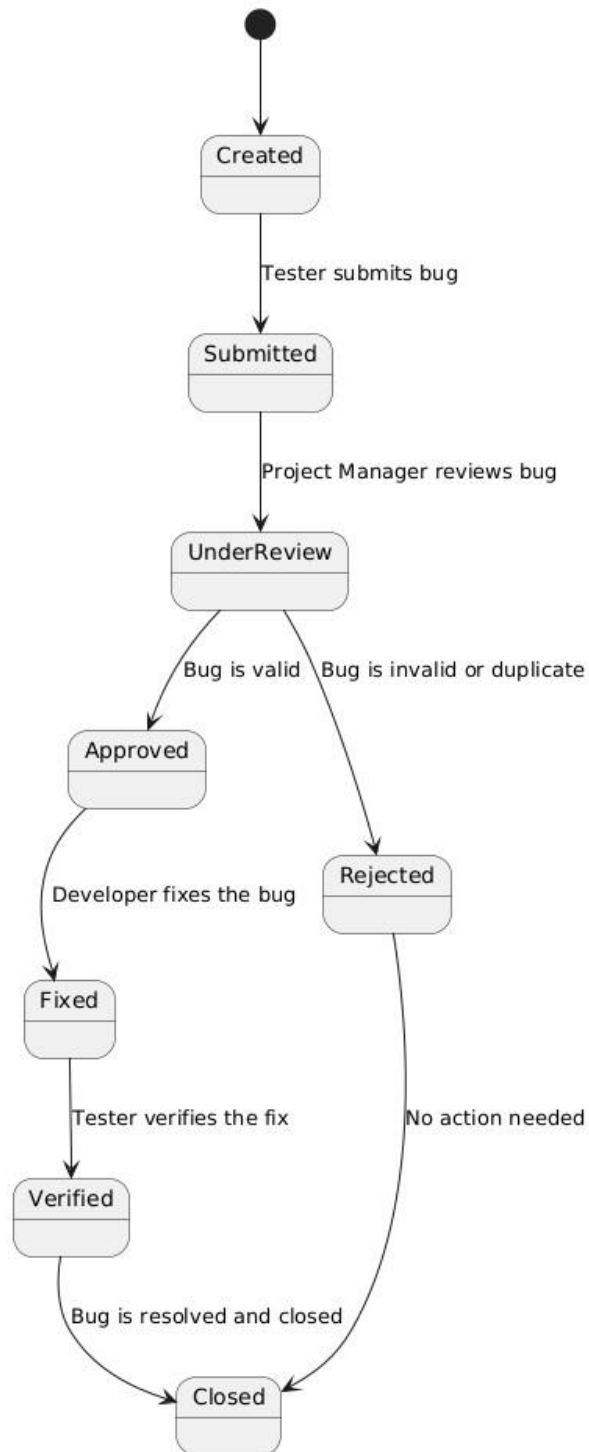 Created
Tester submits bug
Submitted
Project Manager reviews bug
UnderReview
Bug is valid
Bug is invalid or duplicate
Approved
Rejected
Developer fixes the bug
Fixed
Tester verifies the fix
No action needed
Verified
Bug is resolved and closed
Closed